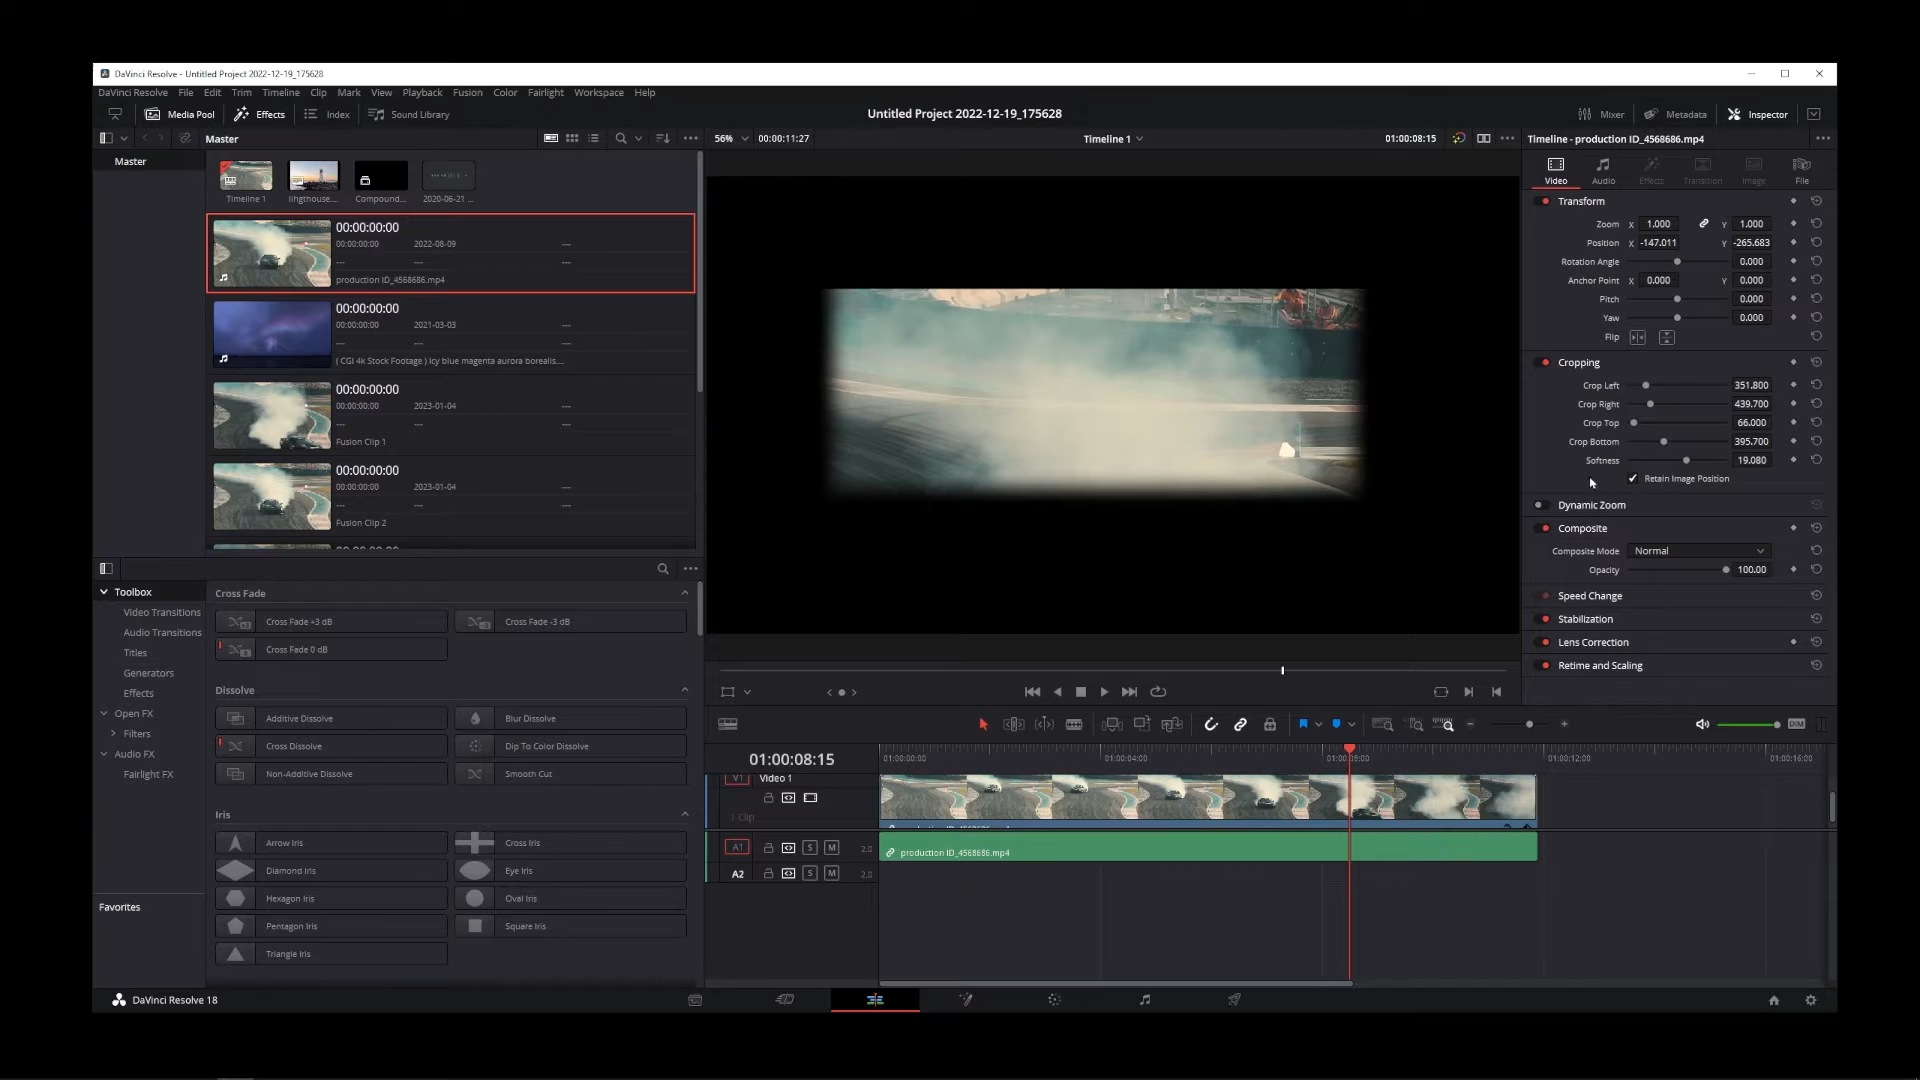 DaVinci Resolve - Untitled Project 2022-12-19_175628
DaVinci Resolve File Edit Trim Timeline Clip Mark View Playback Fusion Color Fairlight Workspace Help
Media Pool Effects Index Sound Library
Untitled Project 2022-12-19_175628
Mixer Metadata Inspector
Master
56% 00:00:11:27
Timeline 1
01:00:08:15
Timeline - production ID_4568686.mp4
Master
Timeline 1
lihgthouse....
Compound...
2020-06-21 ...
00:00:00:00
00:00:00:00 2022-08-09 ---
--- --- ---
production ID_4568686.mp4
00:00:00:00
00:00:00:00 2021-03-03 ---
--- --- ---
( CGI 4k Stock Footage ) Icy blue magenta aurora borealis....
00:00:00:00
00:00:00:00 2023-01-04 ---
--- --- ---
Fusion Clip 1
00:00:00:00
00:00:00:00 2023-01-04 ---
--- --- ---
Fusion Clip 2
Video Audio Effects Transition Image File
Transform
Zoom X 1.000 Y 1.000
Position X -147.011 Y -265.683
Rotation Angle 0.000
Anchor Point X 0.000 Y 0.000
Pitch 0.000
Yaw 0.000
Flip
Cropping
Crop Left 351.800
Crop Right 439.700
Crop Top 66.000
Crop Bottom 395.700
Softness 19.080
Retain Image Position
Dynamic Zoom
Composite
Composite Mode Normal
Opacity 100.00
Speed Change
Stabilization
Lens Correction
Retime and Scaling
Toolbox
Video Transitions
Audio Transitions
Titles
Generators
Effects
Open FX
Filters
Audio FX
Fairlight FX
Favorites
Cross Fade
Cross Fade +3 dB
Cross Fade -3 dB
Cross Fade 0 dB
Dissolve
Additive Dissolve
Blur Dissolve
Cross Dissolve
Dip To Color Dissolve
Non-Additive Dissolve
Smooth Cut
Iris
Arrow Iris
Cross Iris
Diamond Iris
Eye Iris
Hexagon Iris
Oval Iris
Pentagon Iris
Square Iris
Triangle Iris
DIM
01:00:08:15
01:00:00:00 01:00:04:00 01:00:08:00 01:00:12:00 01:00:16:00
V1 Video 1
1 Clip
A1 S M 2.0
production ID_4568686.mp4
A2 S M 2.0
DaVinci Resolve 18